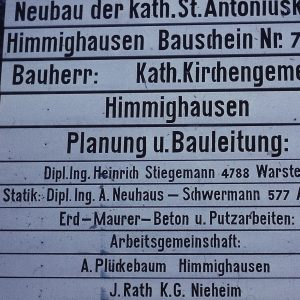 Neubau der kath. St. Antonius
Himmighausen Bauschein Nr. 7
Bauherr: Kath. Kirchengeme
Himmighausen
Planung u. Bauleitung:
Dipl. Ing. Heinrich Stiegemann 4788 Warste
Statik: Dipl. Ing. A. Neuhaus - Schwermann 577 A
Erd - Maurer - Beton u. Putzarbeiten:
Arbeitsgemeinschaft:
A. Plückebaum Himmighausen
J. Rath K.G. Nieheim